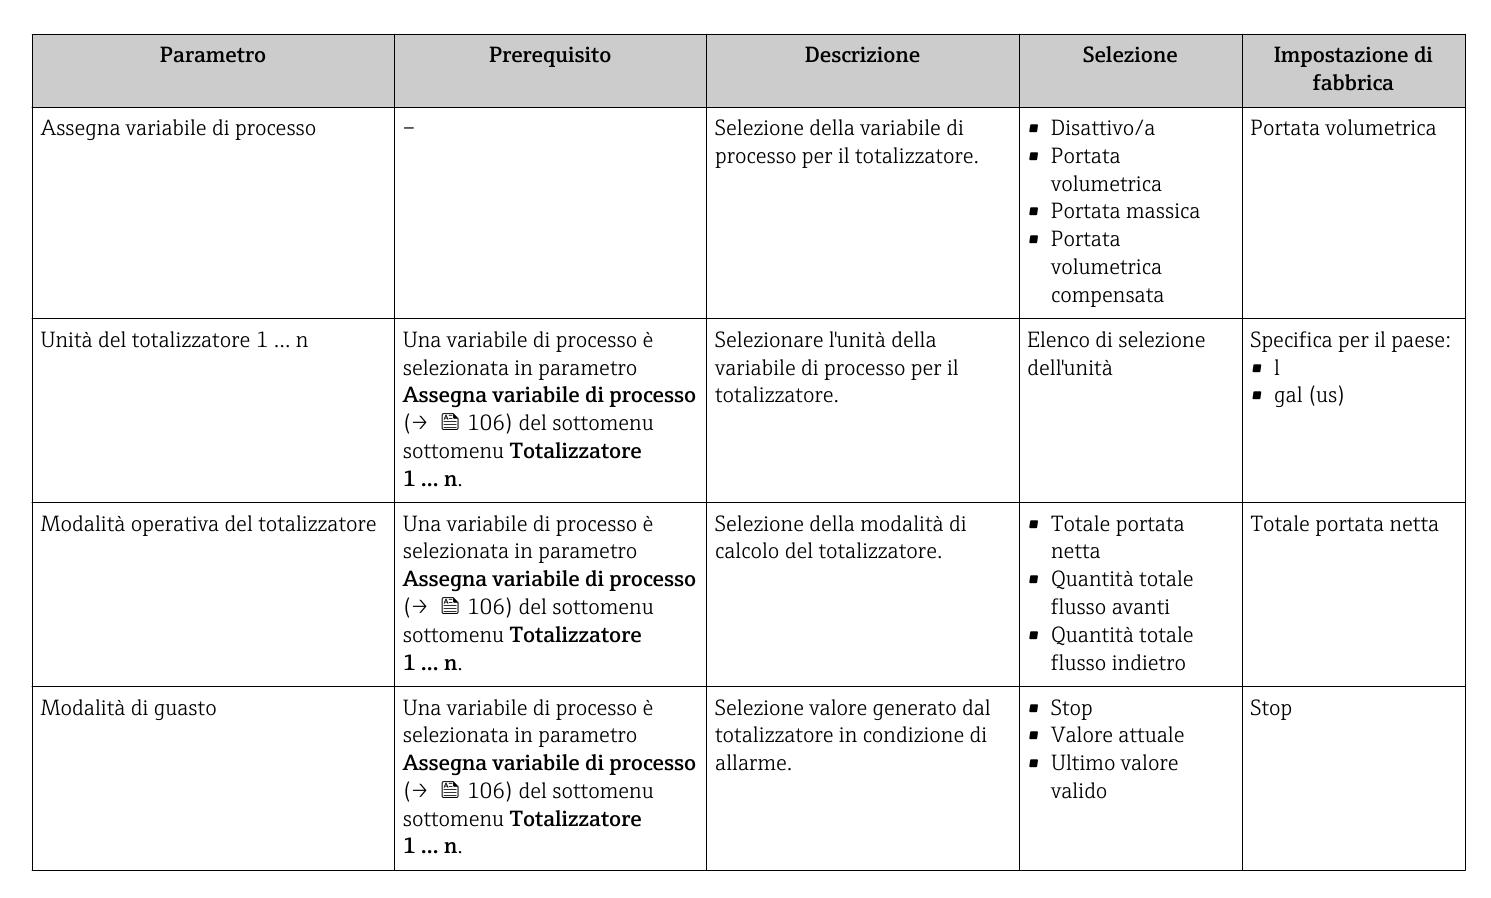 Parametro
Prerequisito
Descrizione
Selezione
Impostazione di
fabbrica
Assegna variabile di processo
–
Selezione della variabile di
processo per il totalizzatore.
▪ Disattivo/a
▪ Portata
volumetrica
▪ Portata massica
▪ Portata
volumetrica
compensata
Portata volumetrica
Unità del totalizzatore 1 … n
Una variabile di processo è
selezionata in parametro
Assegna variabile di processo
(→ 106) del sottomenu
sottomenu Totalizzatore
1 … n.
Selezionare l'unità della
variabile di processo per il
totalizzatore.
Elenco di selezione
dell'unità
Specifica per il paese:
▪ l
▪ gal (us)
Modalità operativa del totalizzatore
Una variabile di processo è
selezionata in parametro
Assegna variabile di processo
(→ 106) del sottomenu
sottomenu Totalizzatore
1 … n.
Selezione della modalità di
calcolo del totalizzatore.
▪ Totale portata
netta
▪ Quantità totale
flusso avanti
▪ Quantità totale
flusso indietro
Totale portata netta
Modalità di guasto
Una variabile di processo è
selezionata in parametro
Assegna variabile di processo
(→ 106) del sottomenu
sottomenu Totalizzatore
1 … n.
Selezione valore generato dal
totalizzatore in condizione di
allarme.
▪ Stop
▪ Valore attuale
▪ Ultimo valore
valido
Stop